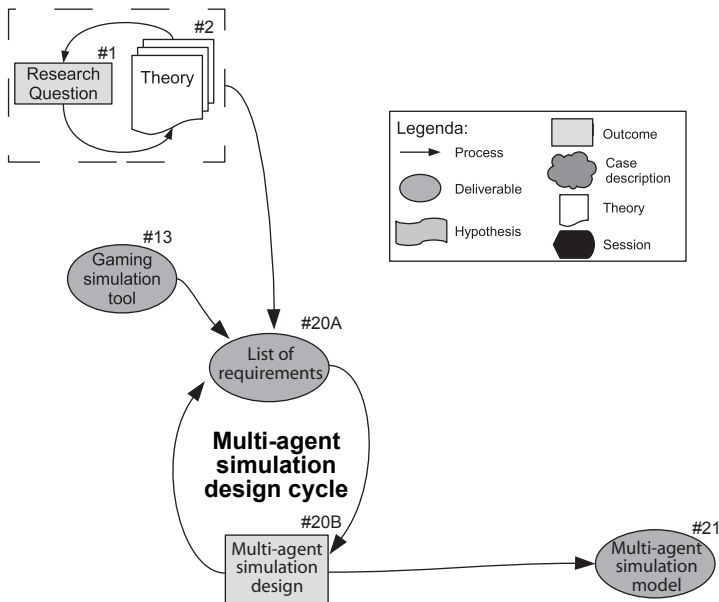 #1
#2
Research
Question
Theory
Legenda:
Process
Deliverable
Hypothesis
Outcome
Case
description
Theory
Session
#13
Gaming
simulation
tool
#20A
List of
requirements
Multi-agent
simulation
design cycle
#20B
Multi-agent
simulation
design
#21
Multi-agent
simulation
model